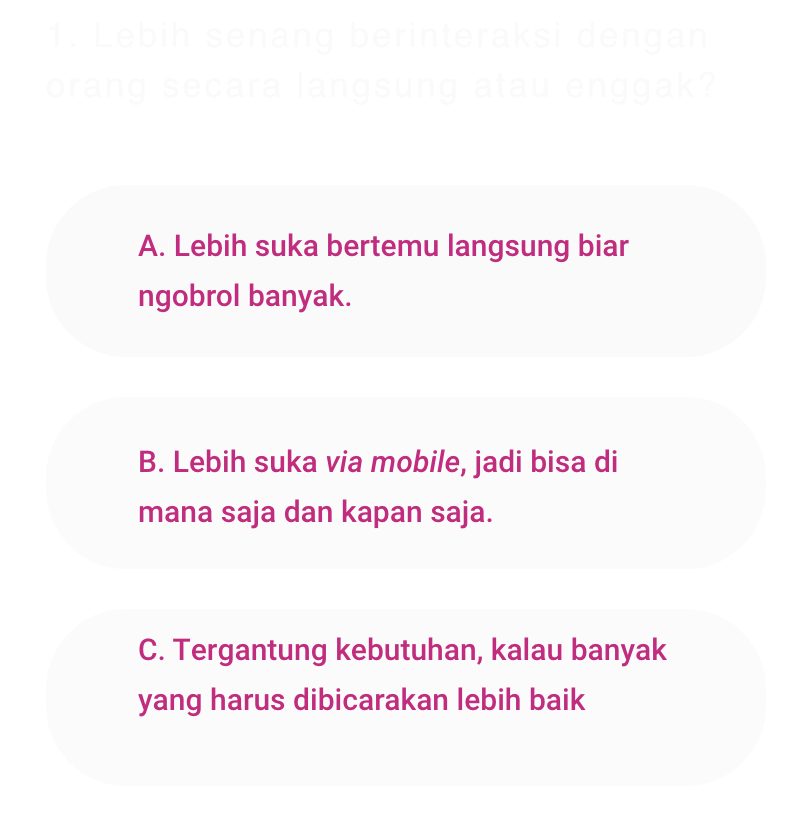 1. Lebih senang berinteraksi dengan
orang secara langsung atau enggak?
A. Lebih suka bertemu langsung biar
ngobrol banyak.
B. Lebih suka via mobile, jadi bisa di
mana saja dan kapan saja.
C. Tergantung kebutuhan, kalau banyak
yang harus dibicarakan lebih baik